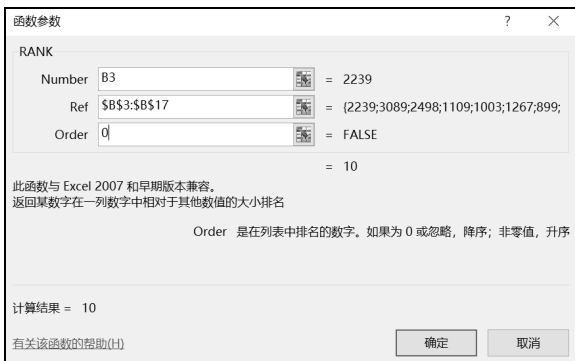 函数参数 ? ×
RANK
Number B3 = 2239
Ref $B$3:$B$17 = {2239;3089;2498;1109;1003;1267;899;
Order 0 = FALSE
= 10
此函数与 Excel 2007 和早期版本兼容。
返回某数字在一列数字中相对于其他数值的大小排名
Order 是在列表中排名的数字。如果为 0 或忽略，降序；非零值，升序
计算结果 = 10
有关该函数的帮助(H) 确定 取消